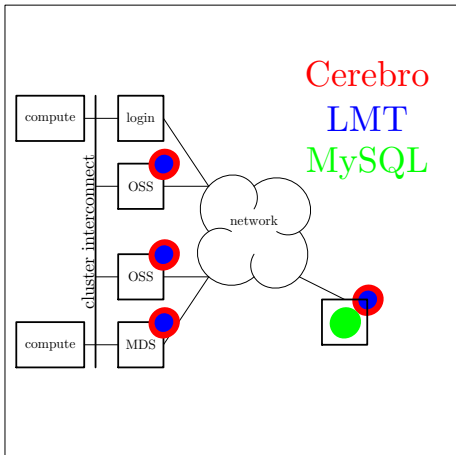 Cerebro
LMT
MySQL
compute
login
OSS
cluster interconnect
network
OSS
compute
MDS